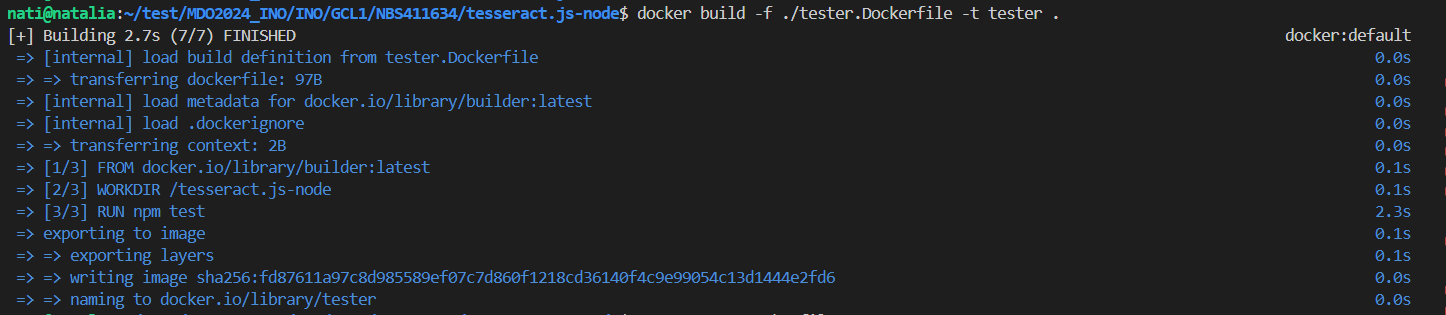 nati@natalia:~/test/MDO2024_INO/INO/GCL1/NBS411634/tesseract.js-node$ docker build -f ./tester.Dockerfile -t tester .
[+] Building 2.7s (7/7) FINISHED docker:default
=> [internal] load build definition from tester.Dockerfile 0.0s
=> => transferring dockerfile: 97B 0.0s
=> [internal] load metadata for docker.io/library/builder:latest 0.0s
=> [internal] load .dockerignore 0.0s
=> => transferring context: 2B 0.0s
=> [1/3] FROM docker.io/library/builder:latest 0.1s
=> [2/3] WORKDIR /tesseract.js-node 0.1s
=> [3/3] RUN npm test 2.3s
=> exporting to image 0.1s
=> => exporting layers 0.1s
=> => writing image sha256:fd87611a97c8d985589ef07c7d860f1218cd36140f4c9e99054c13d1444e2fd6 0.0s
=> => naming to docker.io/library/tester 0.0s